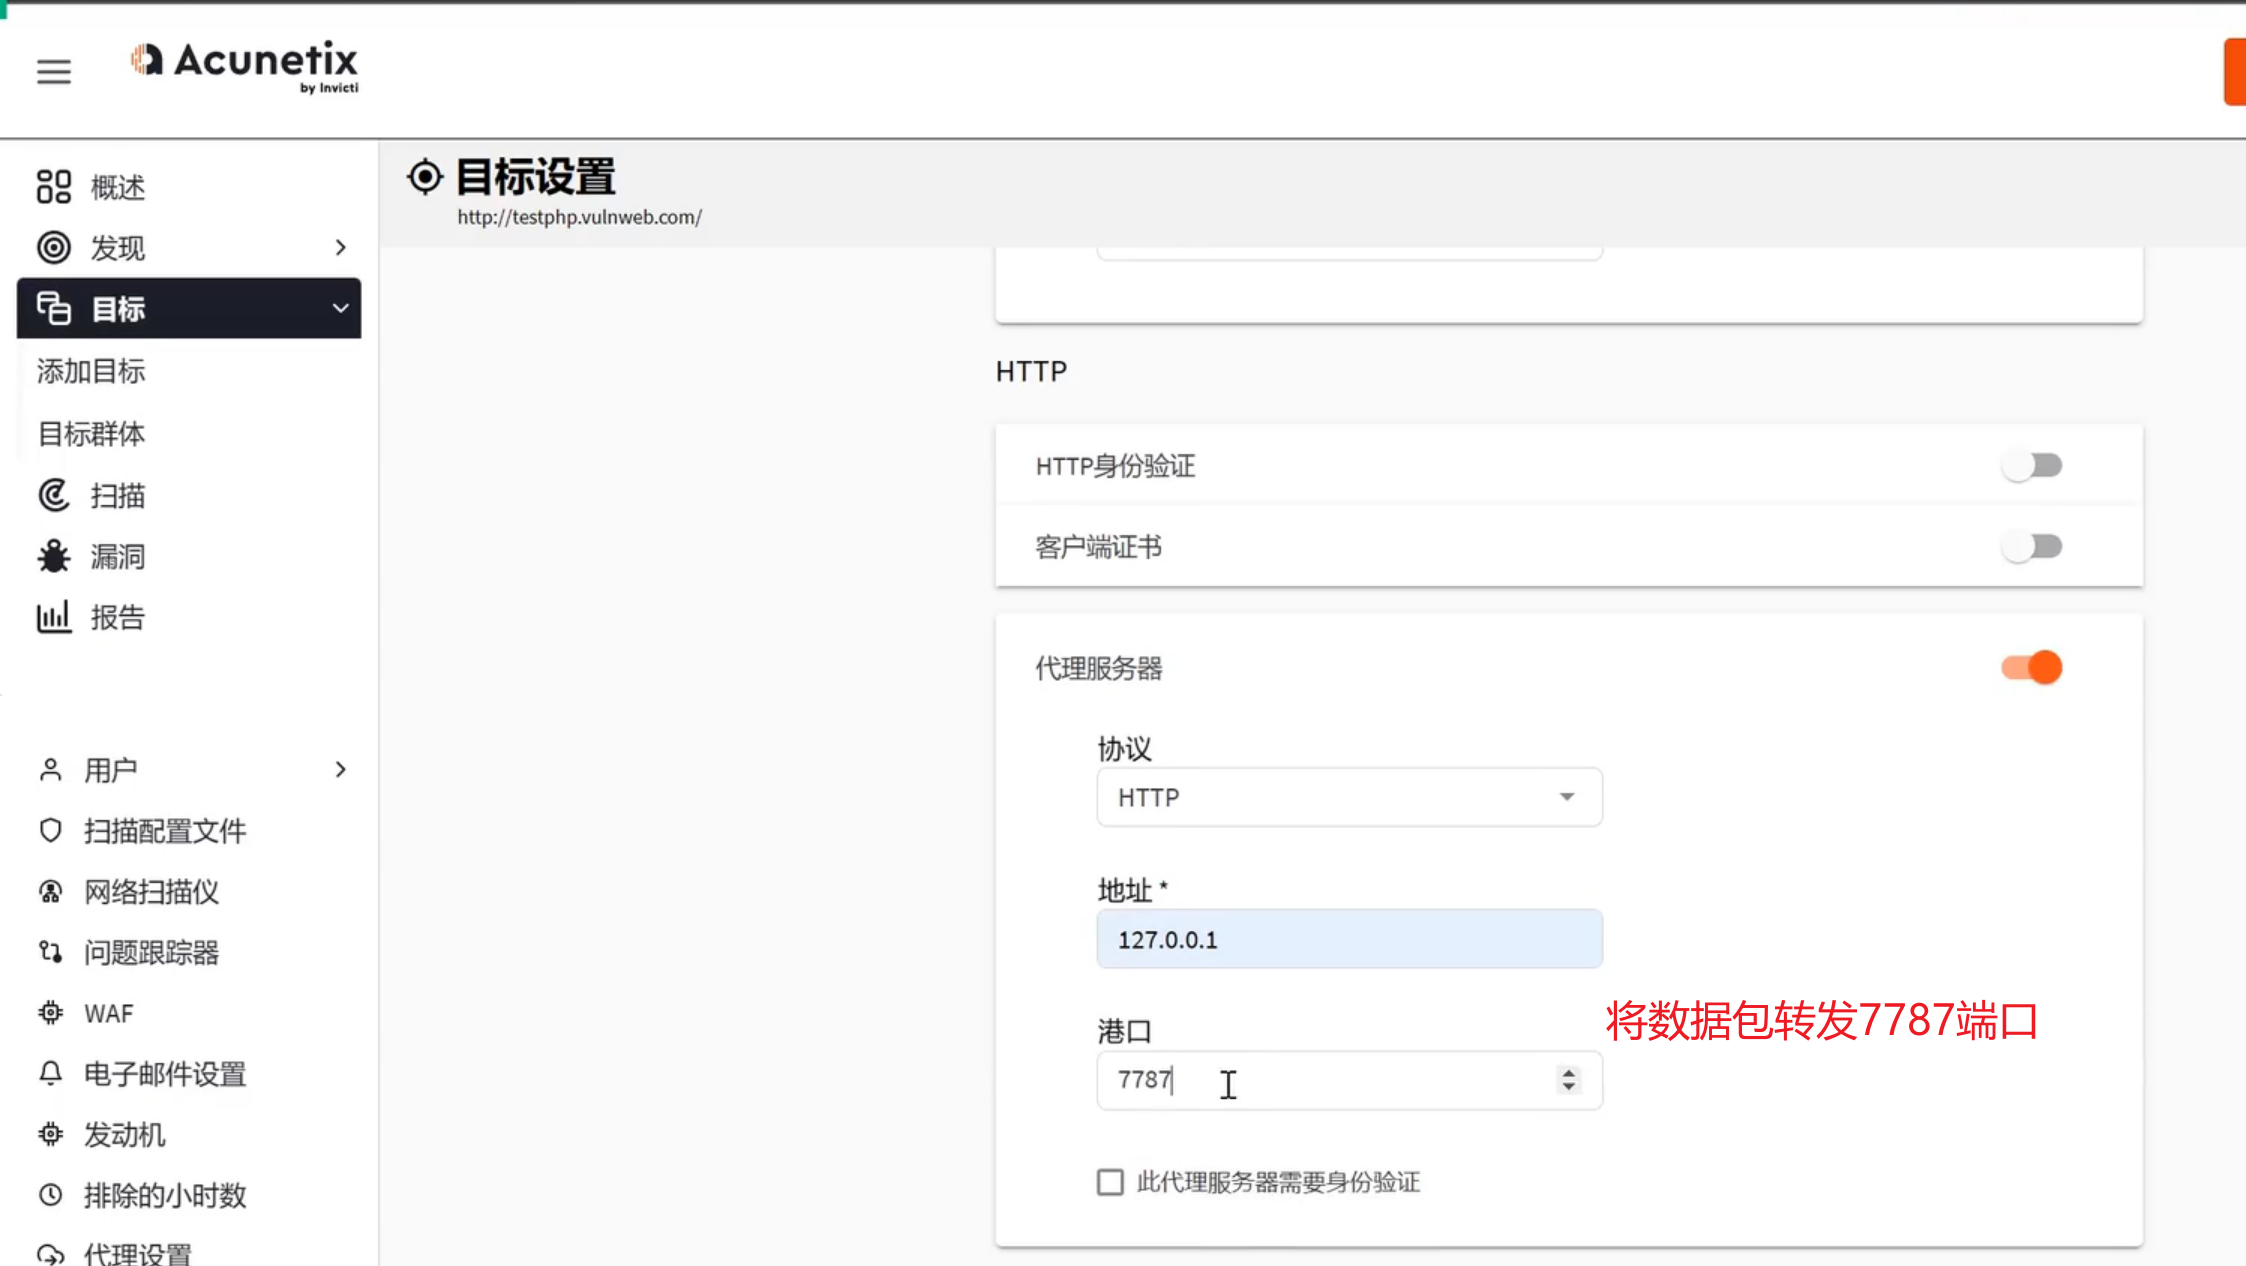 Acunetix
by Invicti
概述
发现
目标
添加目标
目标群体
扫描
漏洞
报告
用户
扫描配置文件
网络扫描仪
问题跟踪器
WAF
电子邮件设置
发动机
排除的小时数
代理设置
目标设置
http://testphp.vulnweb.com/
HTTP
HTTP身份验证
客户端证书
代理服务器
协议
HTTP
地址 *
127.0.0.1
港口
7787
将数据包转发7787端口
此代理服务器需要身份验证